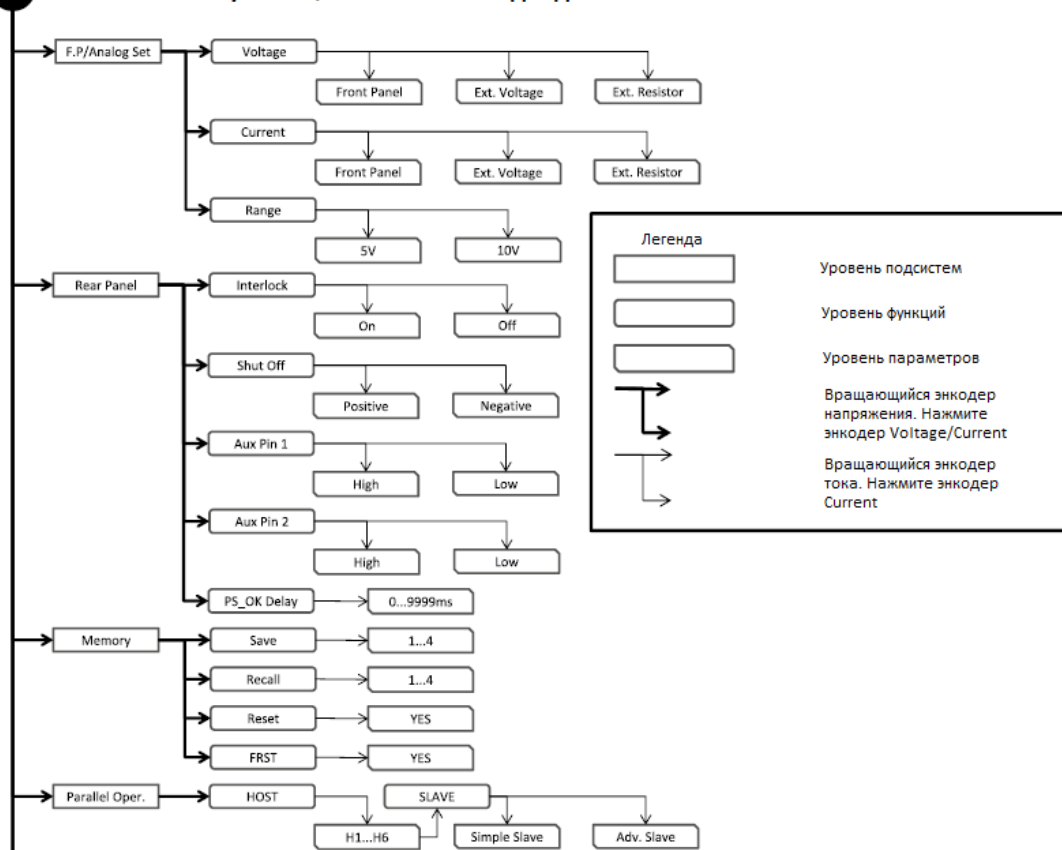 F.P/Analog Set
Voltage
Front Panel
Ext. Voltage
Ext. Resistor
Current
Front Panel
Ext. Voltage
Ext. Resistor
Range
5V
10V
Rear Panel
Interlock
On
Off
Shut Off
Positive
Negative
Aux Pin 1
High
Low
Aux Pin 2
High
Low
PS_OK Delay
0...9999ms
Memory
Save
1...4
Recall
1...4
Reset
YES
FRST
YES
Parallel Oper.
HOST
SLAVE
H1...H6
Simple Slave
Adv. Slave
Легенда
Уровень подсистем
Уровень функций
Уровень параметров
Вращающийся энкодер
напряжения. Нажмите
энкодер Voltage/Current
Вращающийся энкодер
тока. Нажмите энкодер
Current